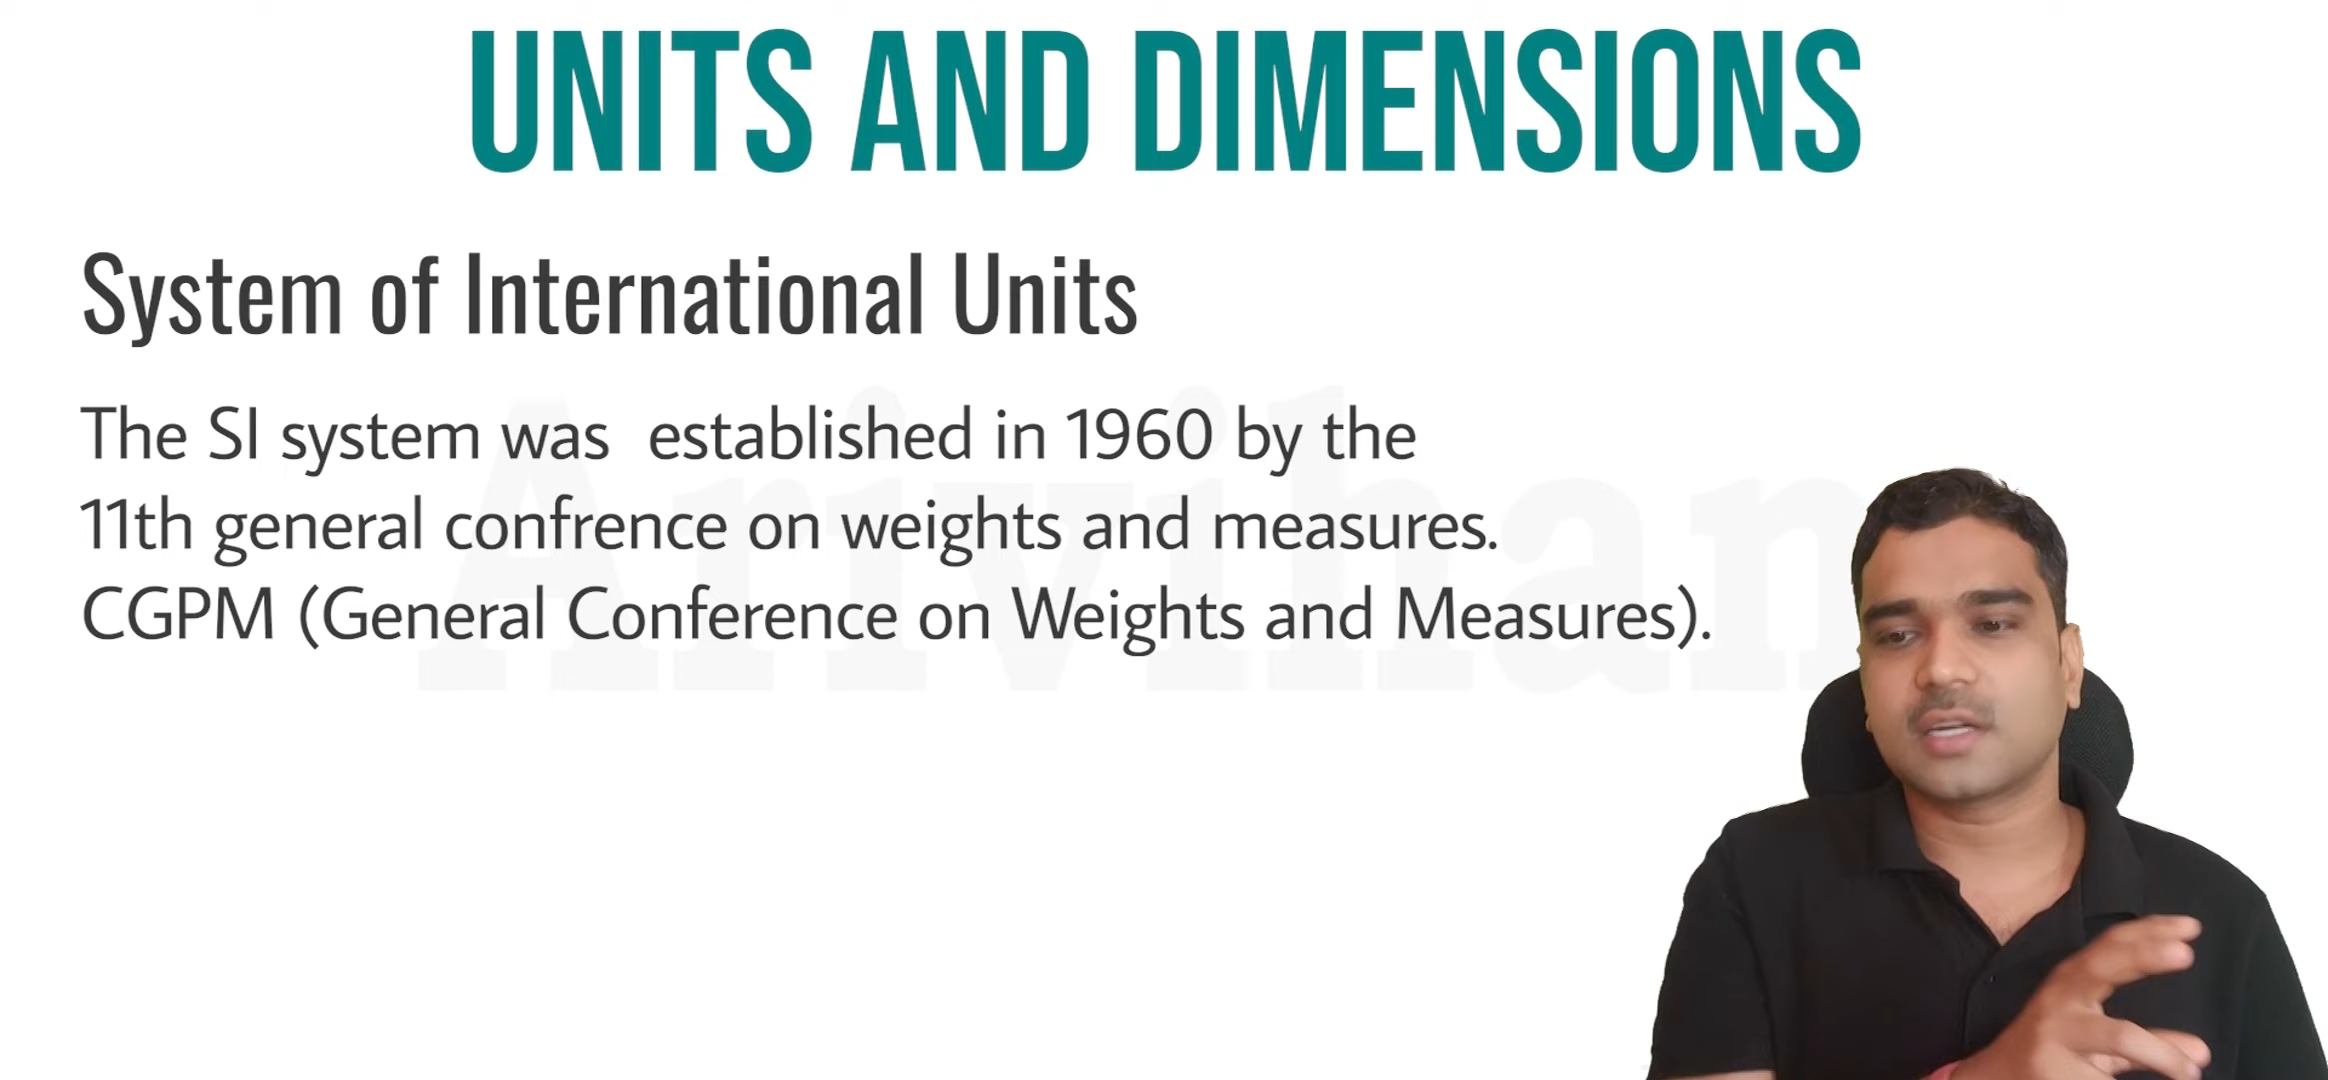 UNITS AND DIMENSIONS
System of International Units
The SI system was  established in 1960 by the
11th general confrence on weights and measures.
CGPM (General Conference on Weights and Measures).
Arivihan